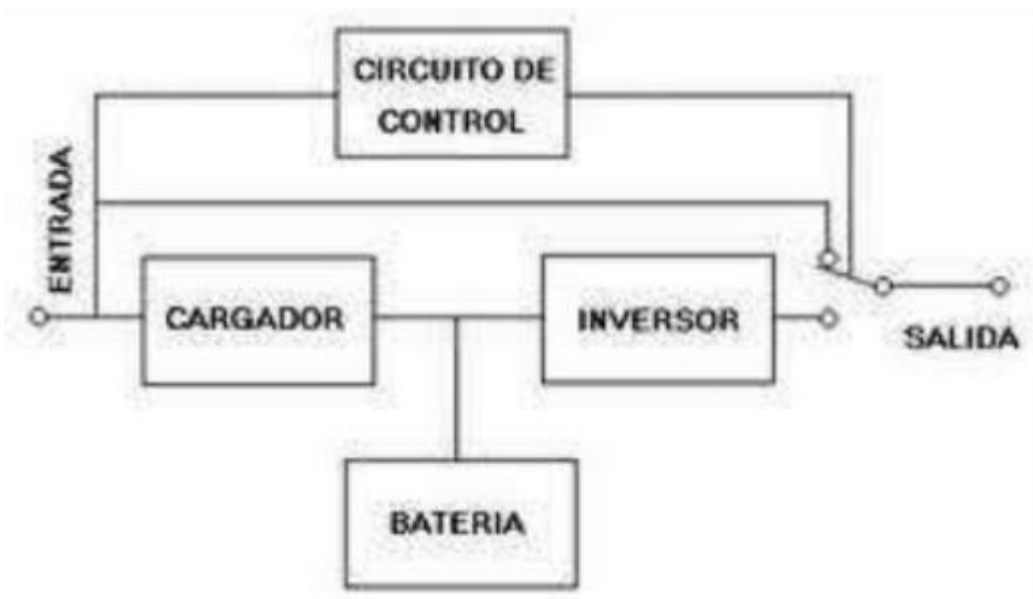 CIRCUITO DE
CONTROL
ENTRADA
CARGADOR
INVERSOR
SALIDA
BATERIA